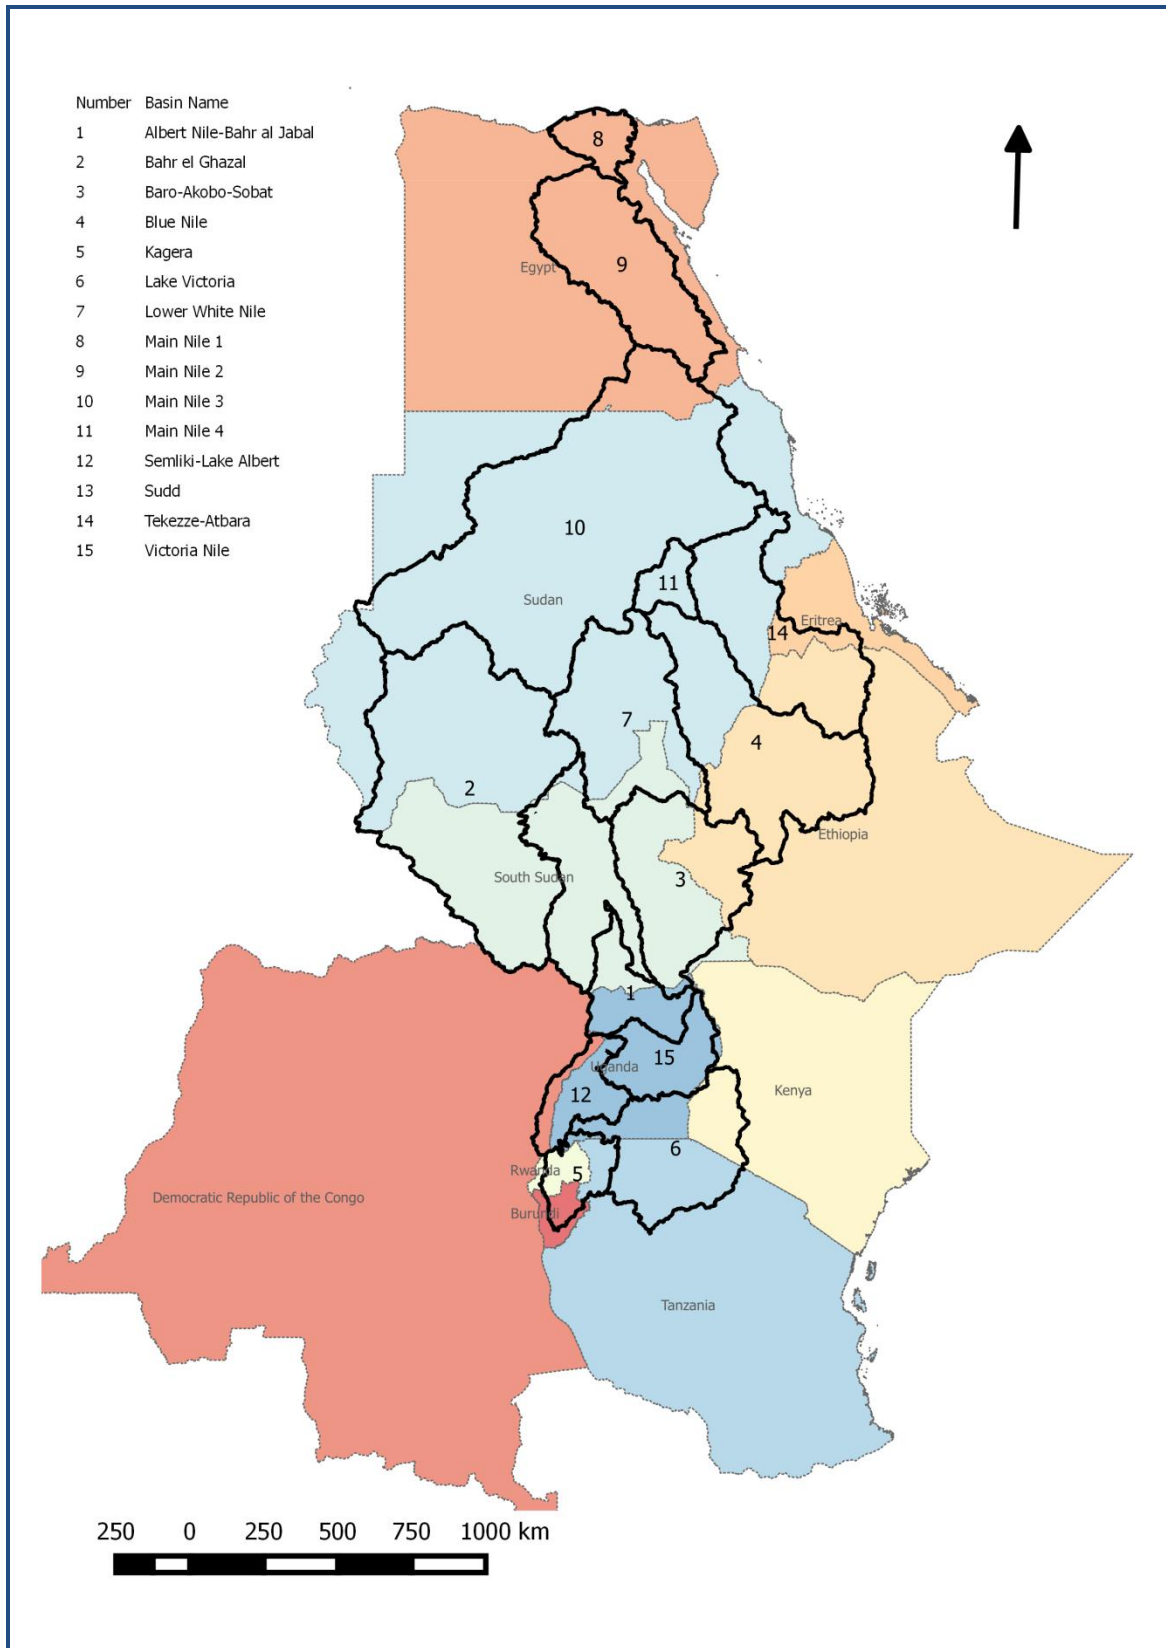 Number Basin Name
1 Albert Nile-Bahr al Jabal
2 Bahr el Ghazal
3 Baro-Akobo-Sobat
4 Blue Nile
5 Kagera
6 Lake Victoria
7 Lower White Nile
8 Main Nile 1
9 Main Nile 2
10 Main Nile 3
11 Main Nile 4
12 Semliki-Lake Albert
13 Sudd
14 Tekezze-Atbara
15 Victoria Nile
8
9
Egypt
10
11
Sudan
Eritrea
14
7
4
2
Ethiopia
South Sudan
3
1
15
Uganda
12
Kenya
6
Rwanda
5
Democratic Republic of the Congo
Burundi
Tanzania
250 0 250 500 750 1000 km